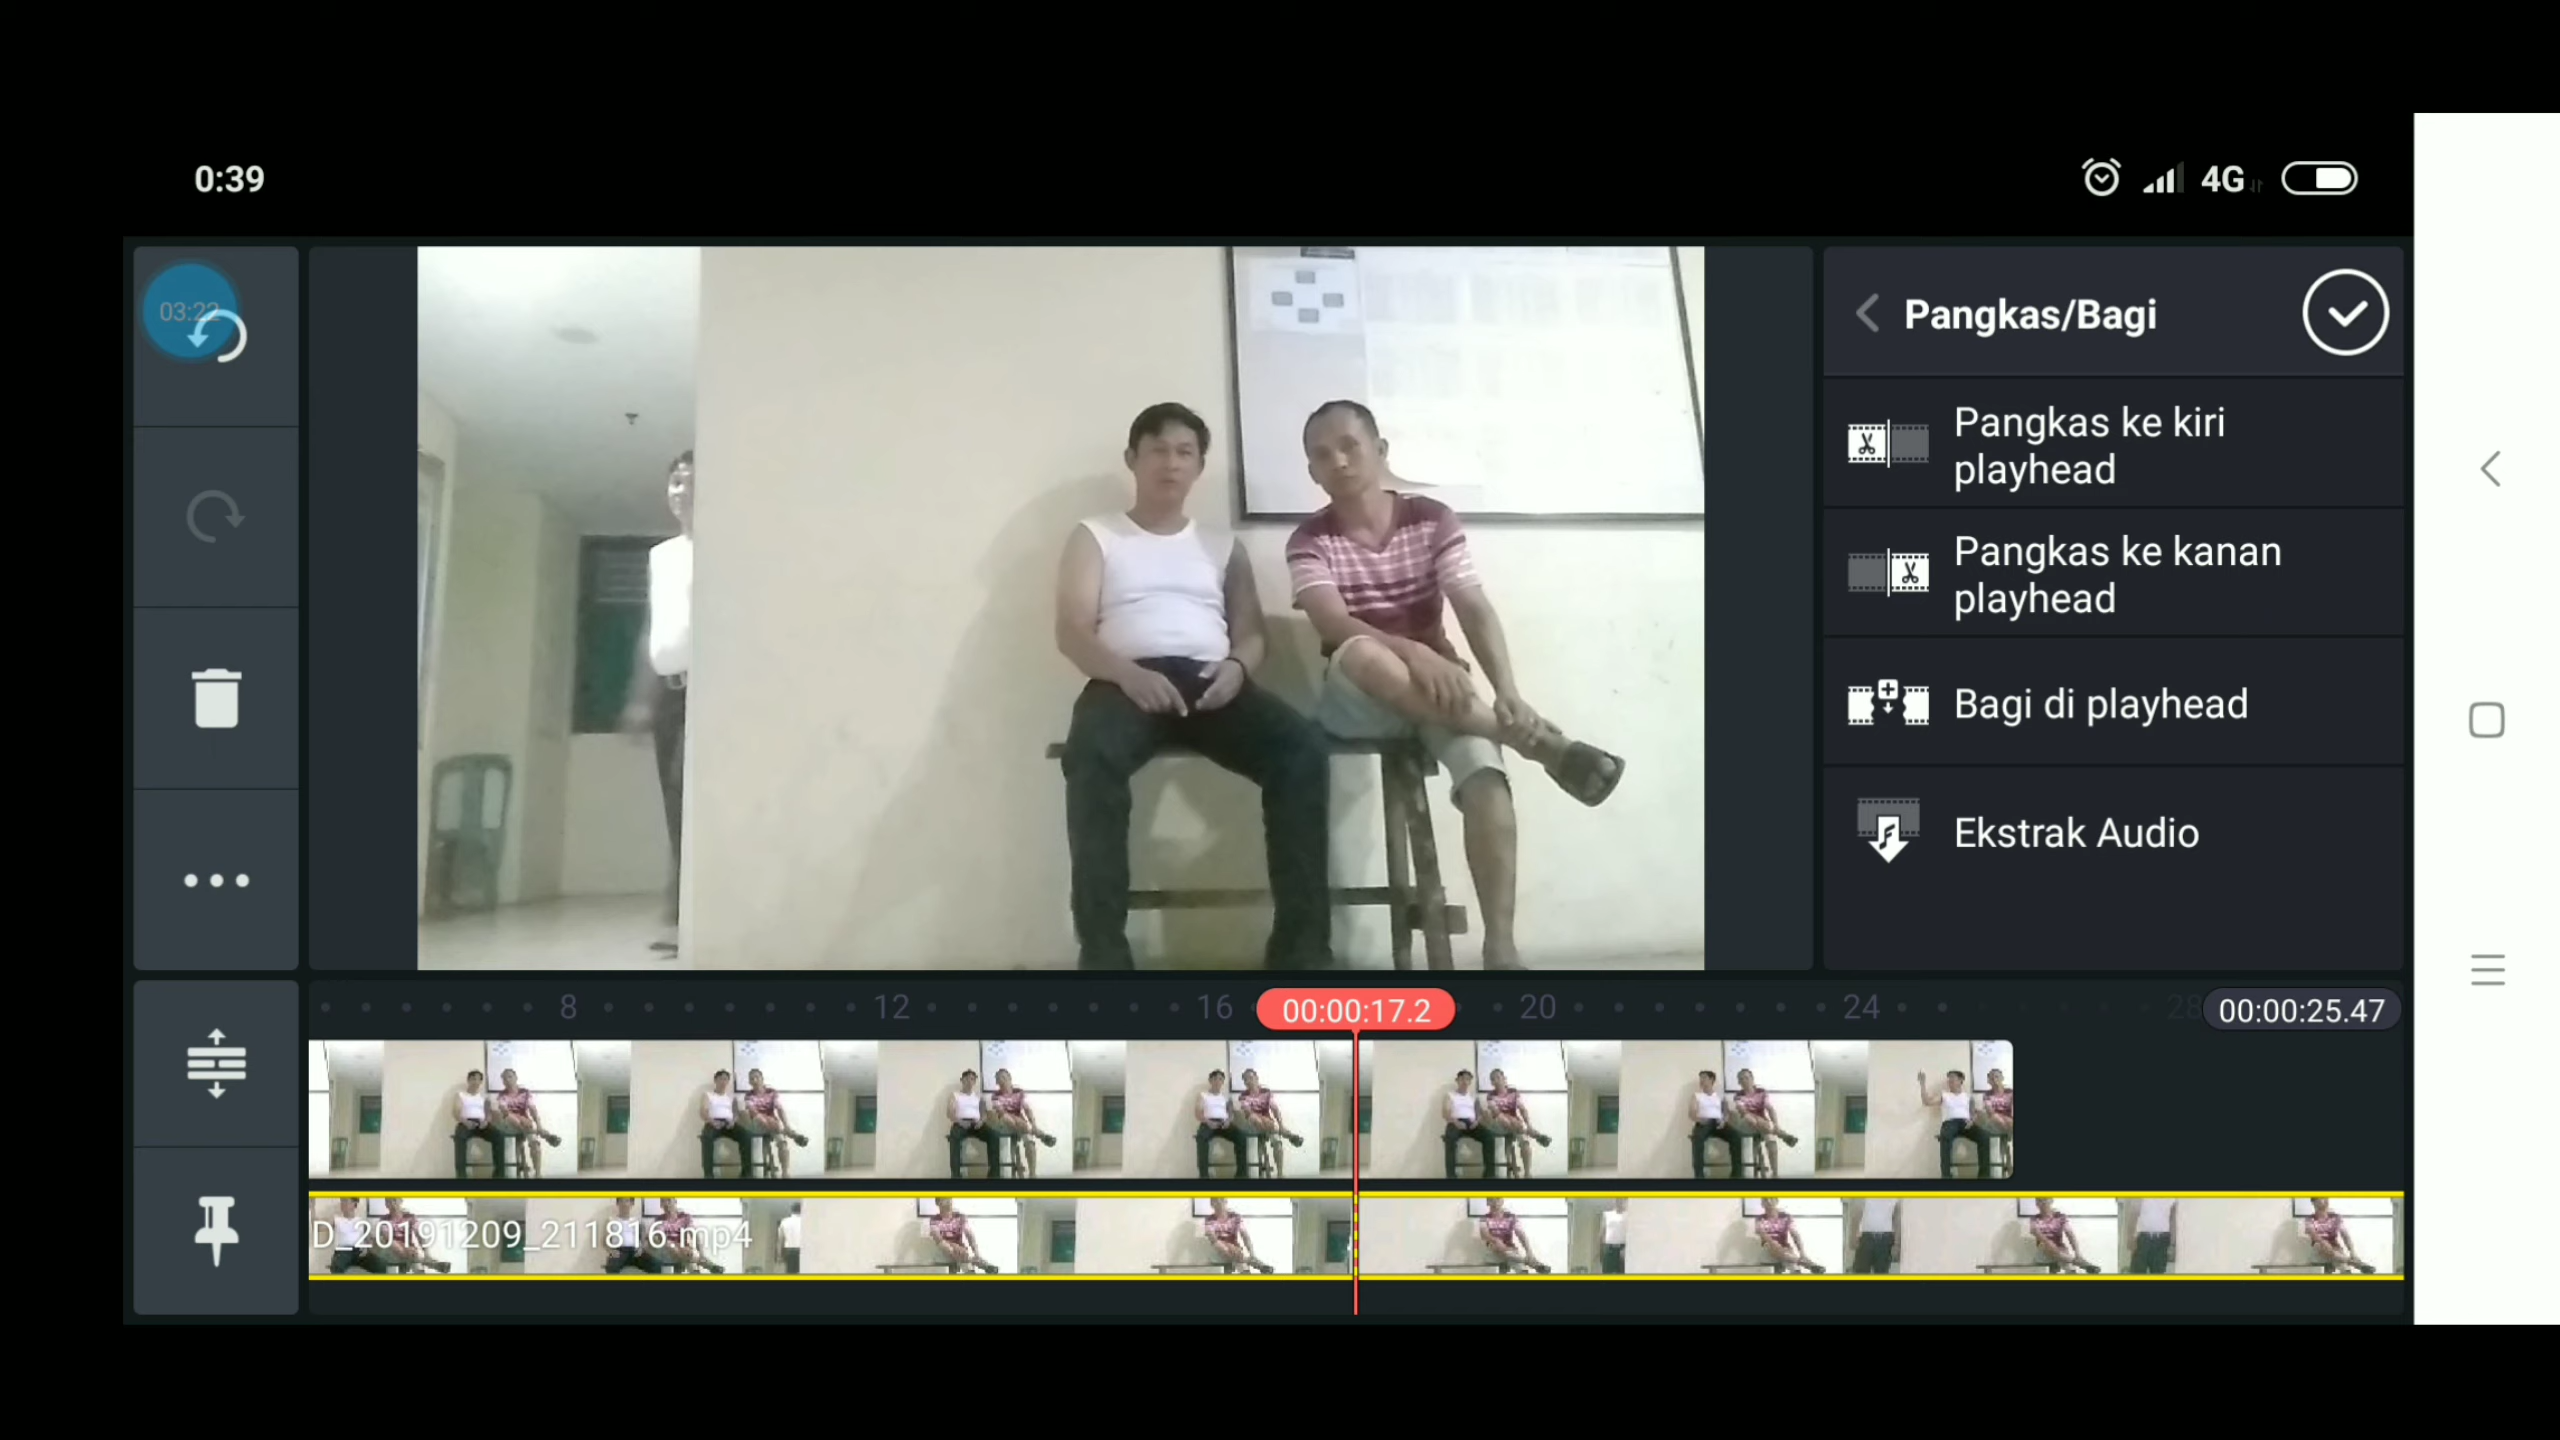 0:39
4G
03:22
Pangkas/Bagi
Pangkas ke kiri
playhead
Pangkas ke kanan
playhead
Bagi di playhead
Ekstrak Audio
8 12 16 00:00:17.2 20 24 28 00:00:25.47
D_20191209_211816.mp4